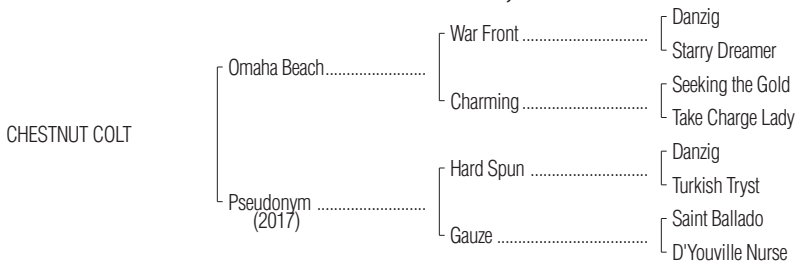 Danzig
War Front ................................
Starry Dreamer
Omaha Beach.........................
Seeking the Gold
Charming ................................
Take Charge Lady
CHESTNUT COLT
Danzig
Hard Spun ..............................
Turkish Tryst
Pseudonym ...........................
(2017)
Saint Ballado
Gauze ......................................
D'Youville Nurse